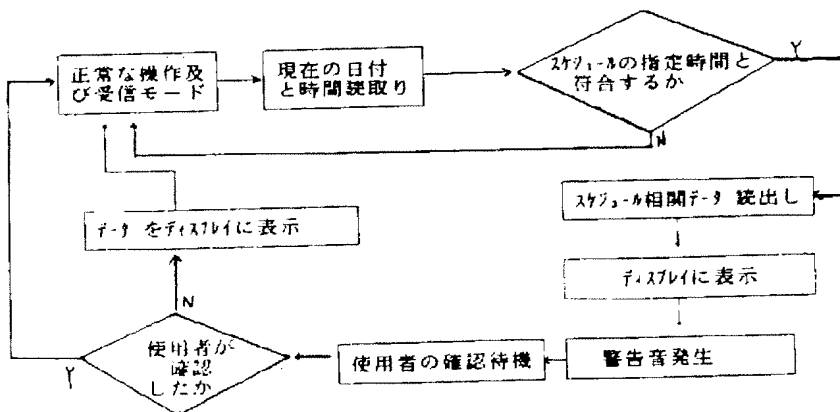 正常な操作及
び受信モード
現在の日付
と時間読取り
スケジュールの指定時間と
符合するか
Y
N
スケジュール相関データ 読出し
ディスプレイに表示
警告音発生
使用者の確認待機
使用者が
確認
したか
Y
N
データ をディスプレイに表示